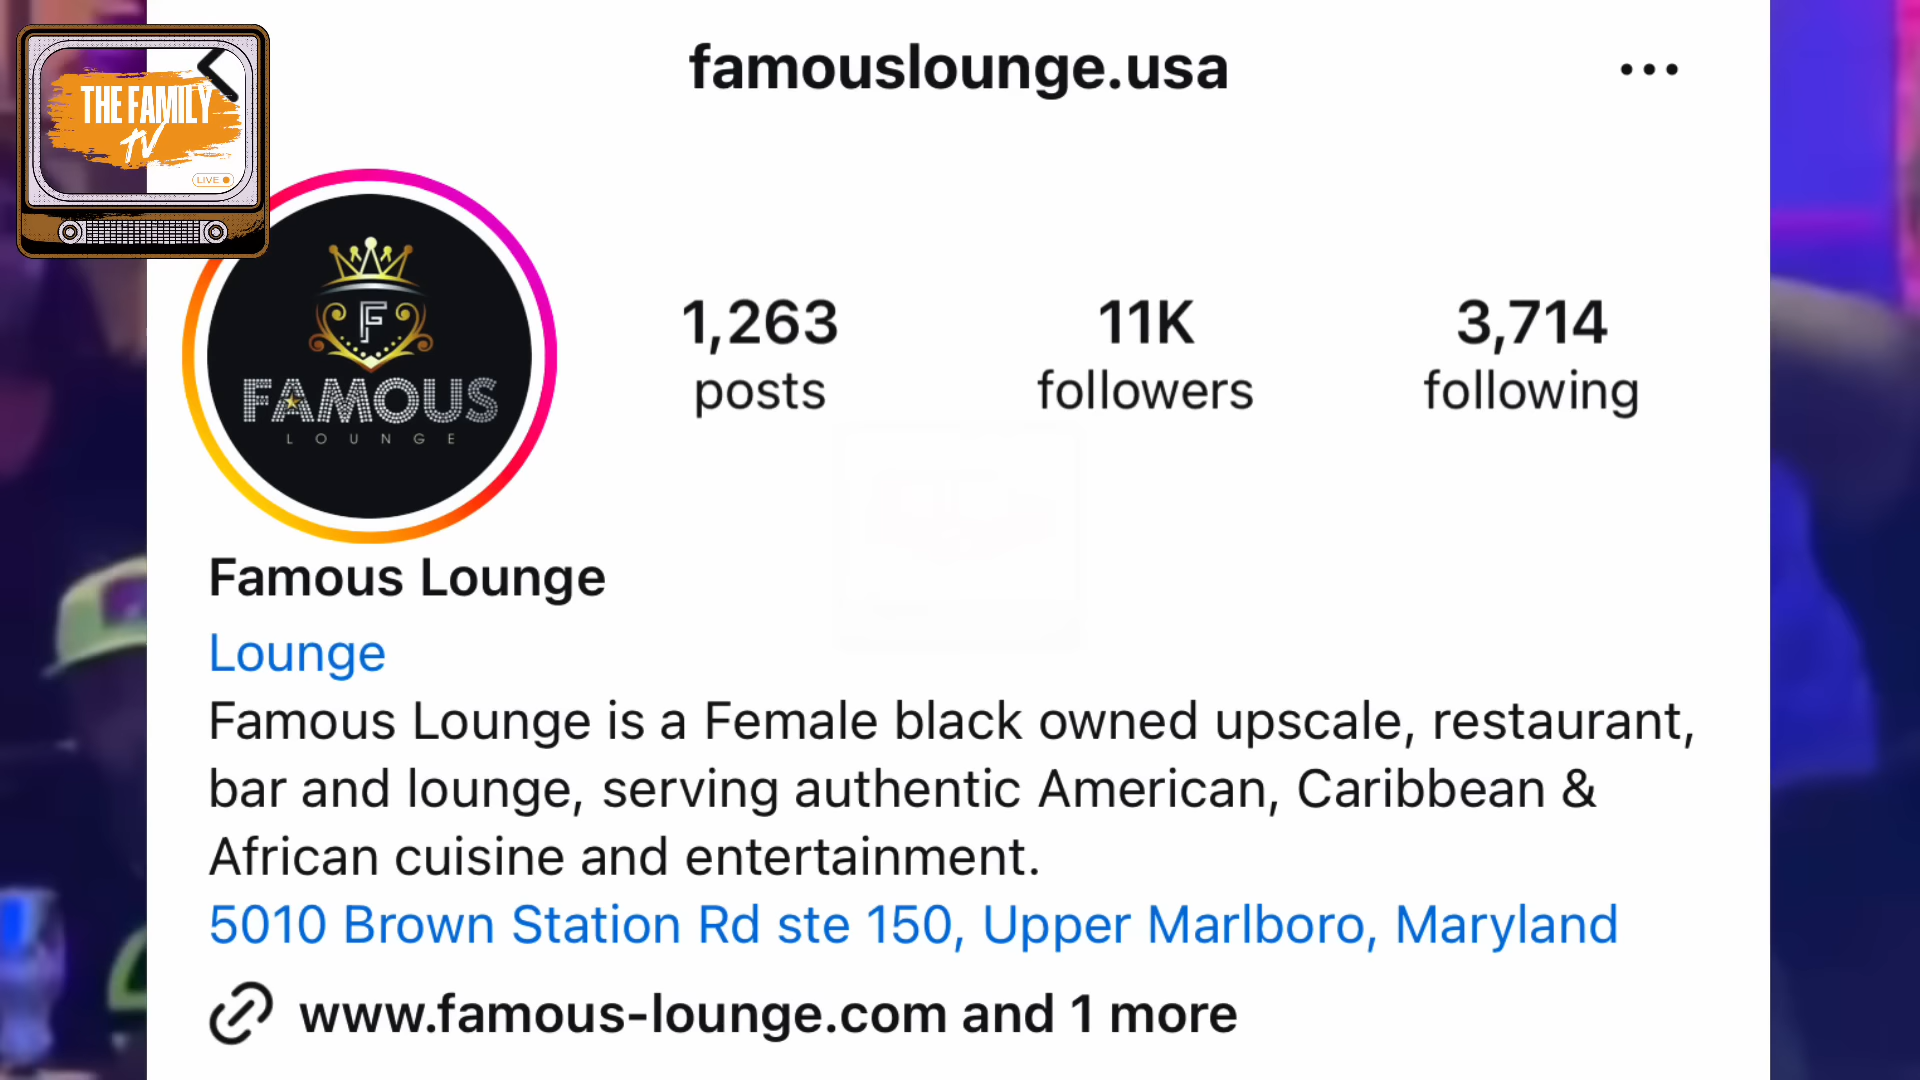 famouslounge.usa
THE FAMILY
tv
LIVE
F
FAMOUS
LOUNGE
1,263
11K
3,714
posts
followers
following
Famous Lounge
Lounge
Famous Lounge is a Female black owned upscale, restaurant,
bar and lounge, serving authentic American, Caribbean &
African cuisine and entertainment.
5010 Brown Station Rd ste 150, Upper Marlboro, Maryland
www.famous-lounge.com and 1 more